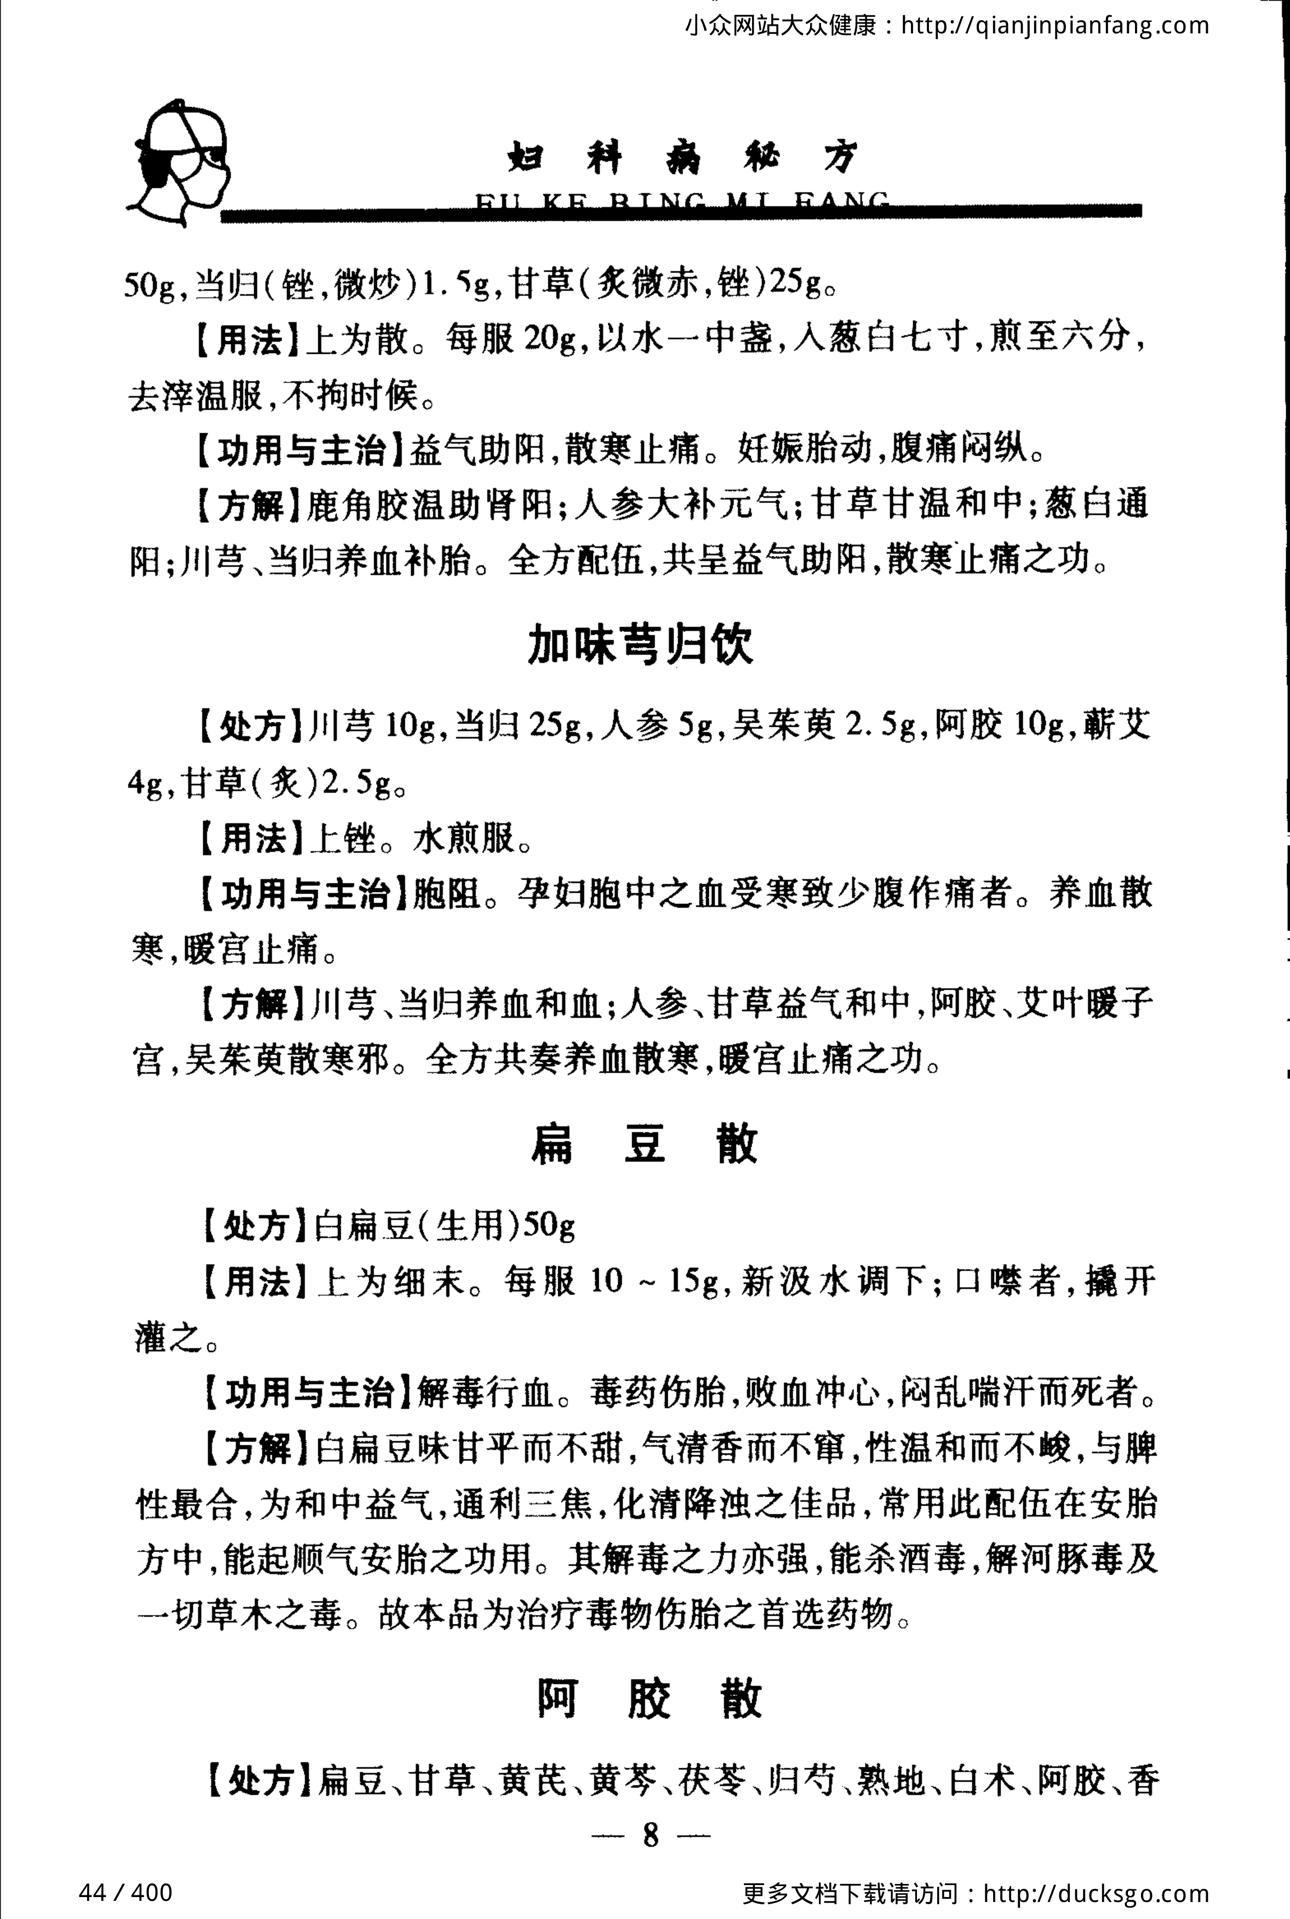 小众网站大众健康：http://qianjinpianfang.com
妇科病秘方
FU KE BING MI FANG
50g,当归(锉,微炒)1.5g,甘草(炙微赤,锉)25g。
【用法】上为散。每服20g,以水一中盏,入葱白七寸,煎至六分,
去滓温服,不拘时候。
【功用与主治】益气助阳,散寒止痛。妊娠胎动,腹痛闷纵。
【方解】鹿角胶温助肾阳;人参大补元气;甘草甘温和中;葱白通
阳;川芎、当归养血补胎。全方配伍,共呈益气助阳,散寒止痛之功。
加味芎归饮
【处方】川芎10g,当归25g,人参5g,吴茱萸2.5g,阿胶10g,蕲艾
4g,甘草(炙)2.5g。
【用法】上锉。水煎服。
【功用与主治】胞阻。孕妇胞中之血受寒致少腹作痛者。养血散
寒,暖宫止痛。
【方解】川芎、当归养血和血;人参、甘草益气和中,阿胶、艾叶暖子
宫,吴茱萸散寒邪。全方共奏养血散寒,暖宫止痛之功。
扁豆散
【处方】白扁豆(生用)50g
【用法】上为细末。每服10~15g,新汲水调下;口噤者,撬开
灌之。
【功用与主治】解毒行血。毒药伤胎,败血冲心,闷乱喘汗而死者。
【方解】白扁豆味甘平而不甜,气清香而不窜,性温和而不峻,与脾
性最合,为和中益气,通利三焦,化清降浊之佳品,常用此配伍在安胎
方中,能起顺气安胎之功用。其解毒之力亦强,能杀酒毒,解河豚毒及
一切草木之毒。故本品为治疗毒物伤胎之首选药物。
阿胶散
【处方】扁豆、甘草、黄芪、黄芩、茯苓、归芍、熟地、白术、阿胶、香
— 8 —
44 / 400
更多文档下载请访问：http://ducksgo.com